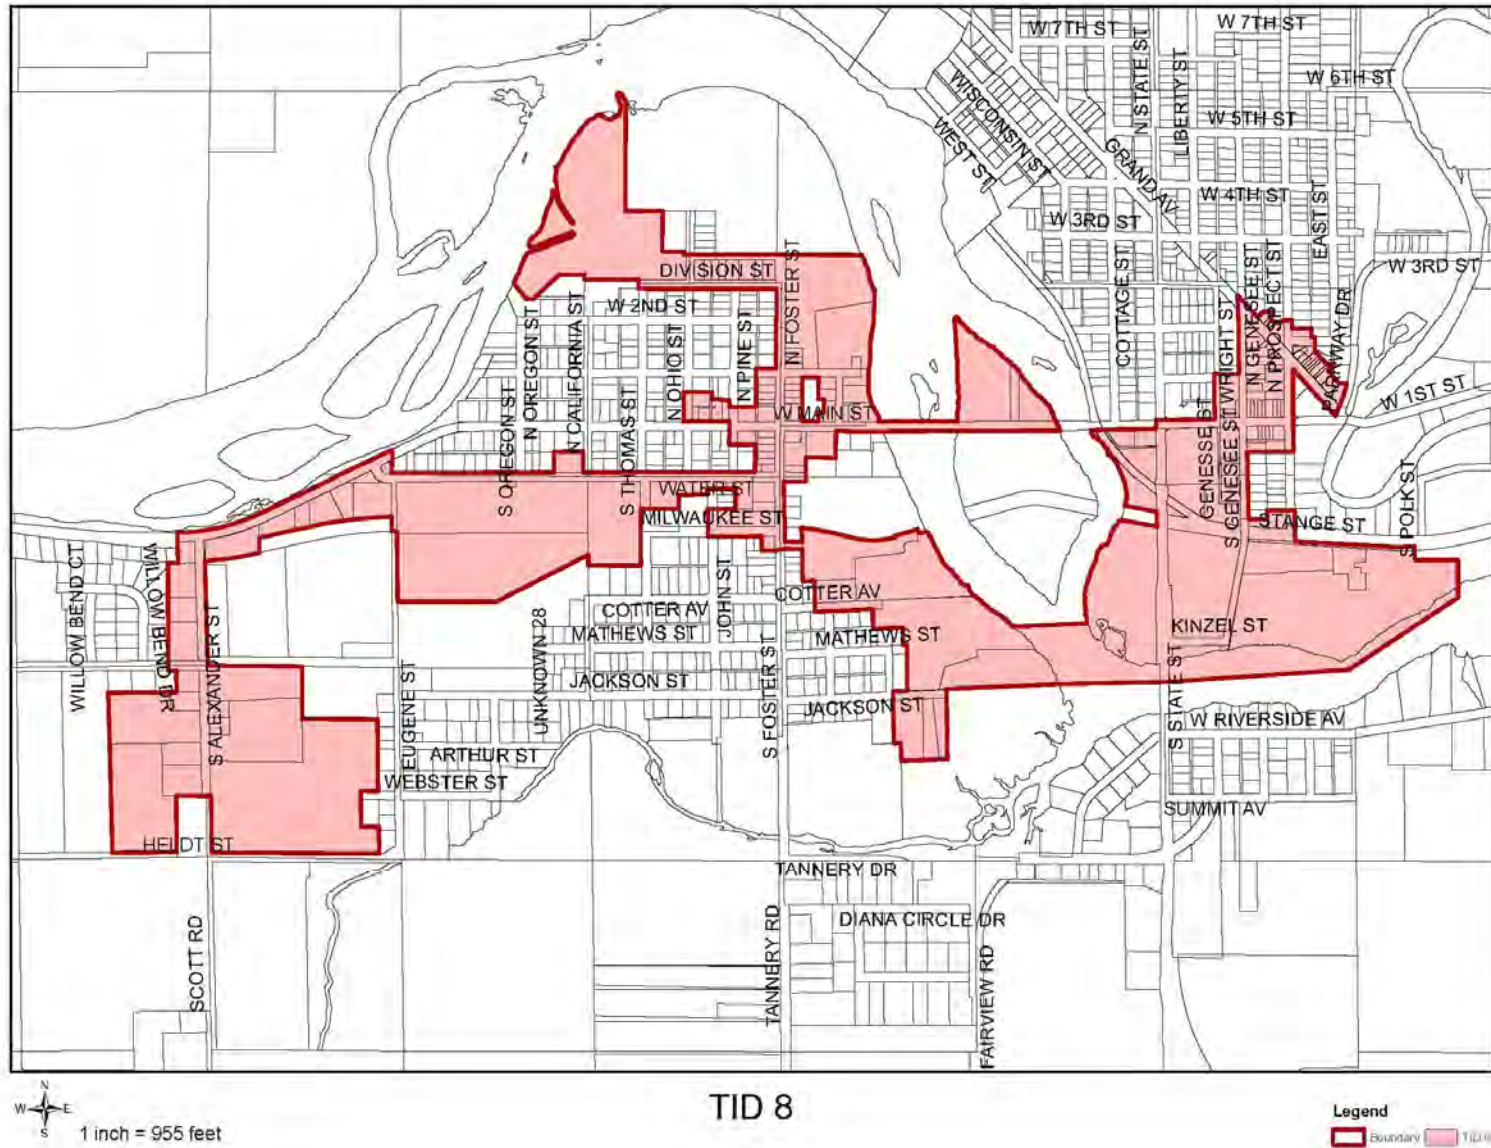 W 7TH ST
W 7TH ST
N STATE ST
LIBERTY ST
W 6TH ST
WISCONSIN ST
WEST ST
W 5TH ST
GRAND AV
W 4TH ST
EAST ST
W 3RD ST
W 3RD ST
DIVISION ST
N FOSTER ST
COTTAGE ST
N GENESEE ST
N PROSPECT ST
PARKWAY DR
W 2ND ST
N OREGON ST
N CALIFORNIA ST
N OHIO ST
N PINE ST
WRIGHT ST
W 1ST ST
S OREGON ST
S THOMAS ST
W MAIN ST
GENESSE ST
S GENESEE ST
WATER ST
MILWAUKEE ST
STANGE ST
S POLK ST
WILLOW BEND CT
WILLOW BEND DR
S ALEXANDER ST
COTTER AV
COTTER AV
JOHN ST
UNKNOWN 28
MATHEWS ST
MATHEWS ST
KINZEL ST
EUGENE ST
JACKSON ST
JACKSON ST
S FOSTER ST
S STATE ST
W RIVERSIDE AV
ARTHUR ST
WEBSTER ST
SUMMIT AV
HELDT ST
TANNERY DR
DIANA CIRCLE DR
SCOTT RD
TANNERY RD
FAIRVIEW RD
N
W E
S
1 inch = 955 feet
TID 8
Legend
Boundary